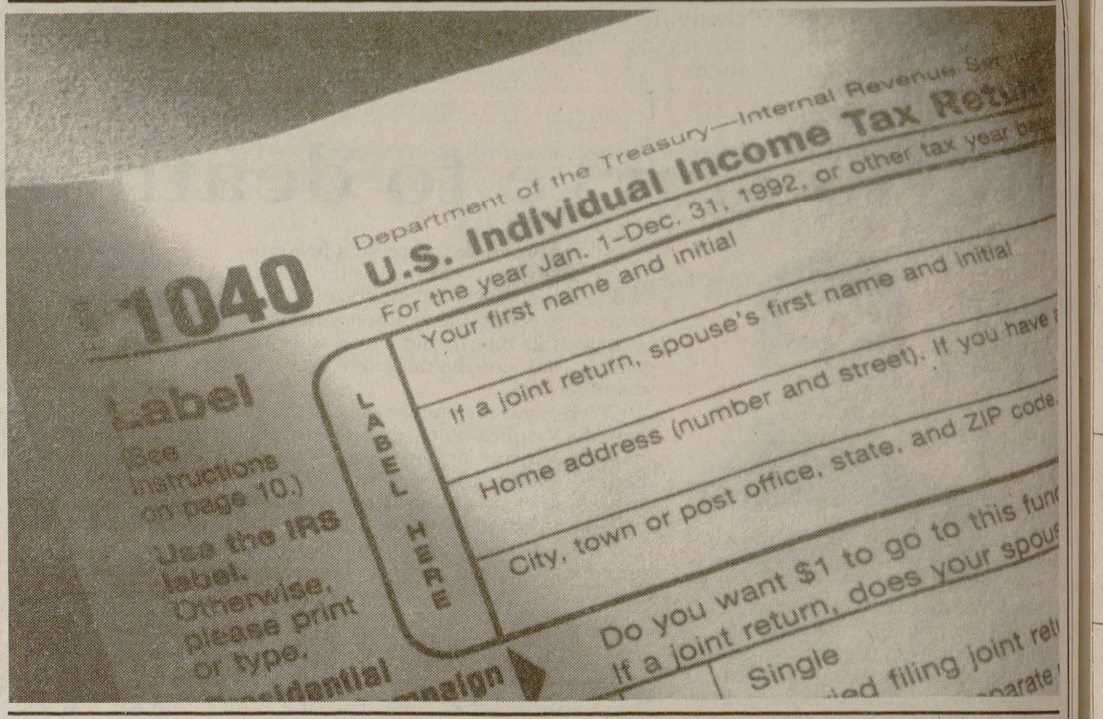 Department of the Treasury—Internal Revenue
1040
U.S. Individual Income Tax
For the year Jan. 1–Dec. 31, 1992, or other tax year
Label
(See
instructions
on page 10.)
Use the IRS
label.
Otherwise,
please print
or type.
LABEL HERE
Your first name and initial
If a joint return, spouse's first name and initial
Home address (number and street). If you have
City, town or post office, state, and ZIP code.
Do you want $1 to go to this
If a joint return, does your
Single
filing joint